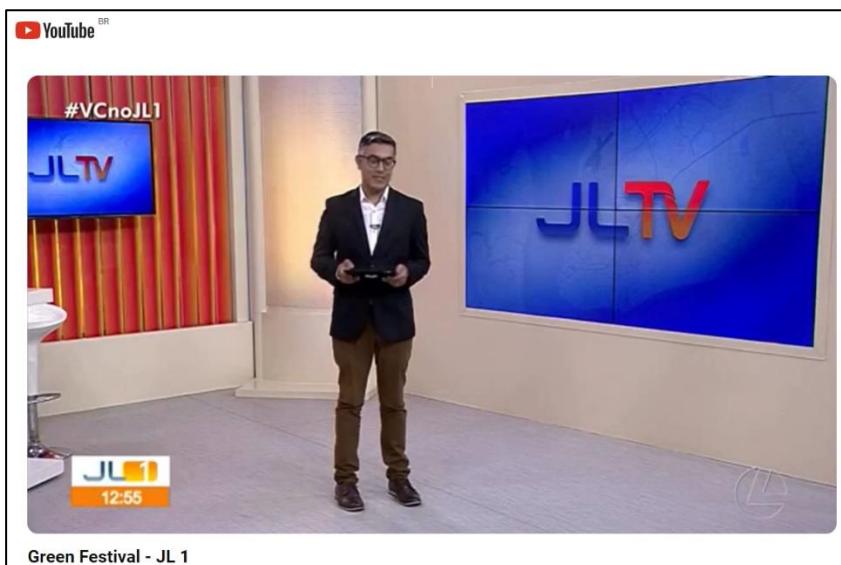 YouTube BR
#VCnoJL1
JLTV
JLTV
JL1
12:55
Green Festival - JL 1